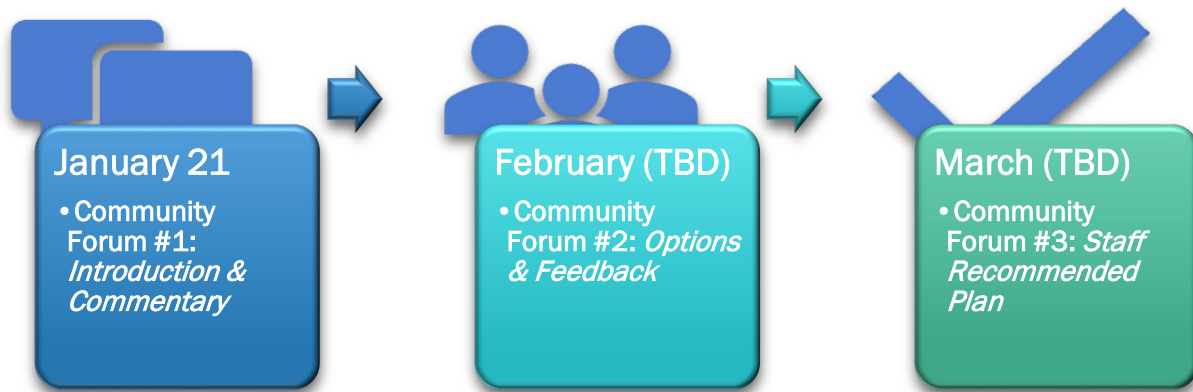 January 21
• Community
Forum #1:
Introduction &
Commentary
February (TBD)
• Community
Forum #2: Options
& Feedback
March (TBD)
• Community
Forum #3: Staff
Recommended
Plan